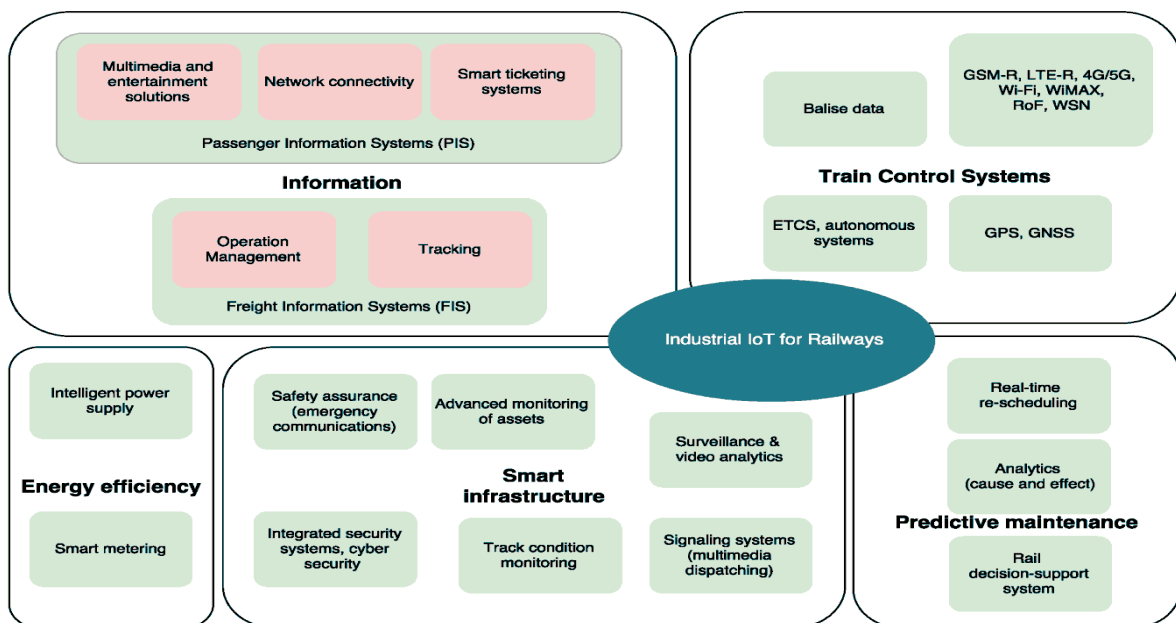 Multimedia and
entertainment
solutions
Network connectivity
Smart ticketing
systems
Passenger Information Systems (PIS)
Information
Operation
Management
Tracking
Freight Information Systems (FIS)
Balise data
GSM-R, LTE-R, 4G/5G,
Wi-Fi, WiMAX,
RoF, WSN
Train Control Systems
ETCS, autonomous
systems
GPS, GNSS
Industrial IoT for Railways
Intelligent power
supply
Energy efficiency
Smart metering
Safety assurance
(emergency
communications)
Advanced monitoring
of assets
Surveillance &
video analytics
Smart
infrastructure
Integrated security
systems, cyber
security
Track condition
monitoring
Signaling systems
(multimedia
dispatching)
Real-time
re-scheduling
Analytics
(cause and effect)
Predictive maintenance
Rail
decision-support
system